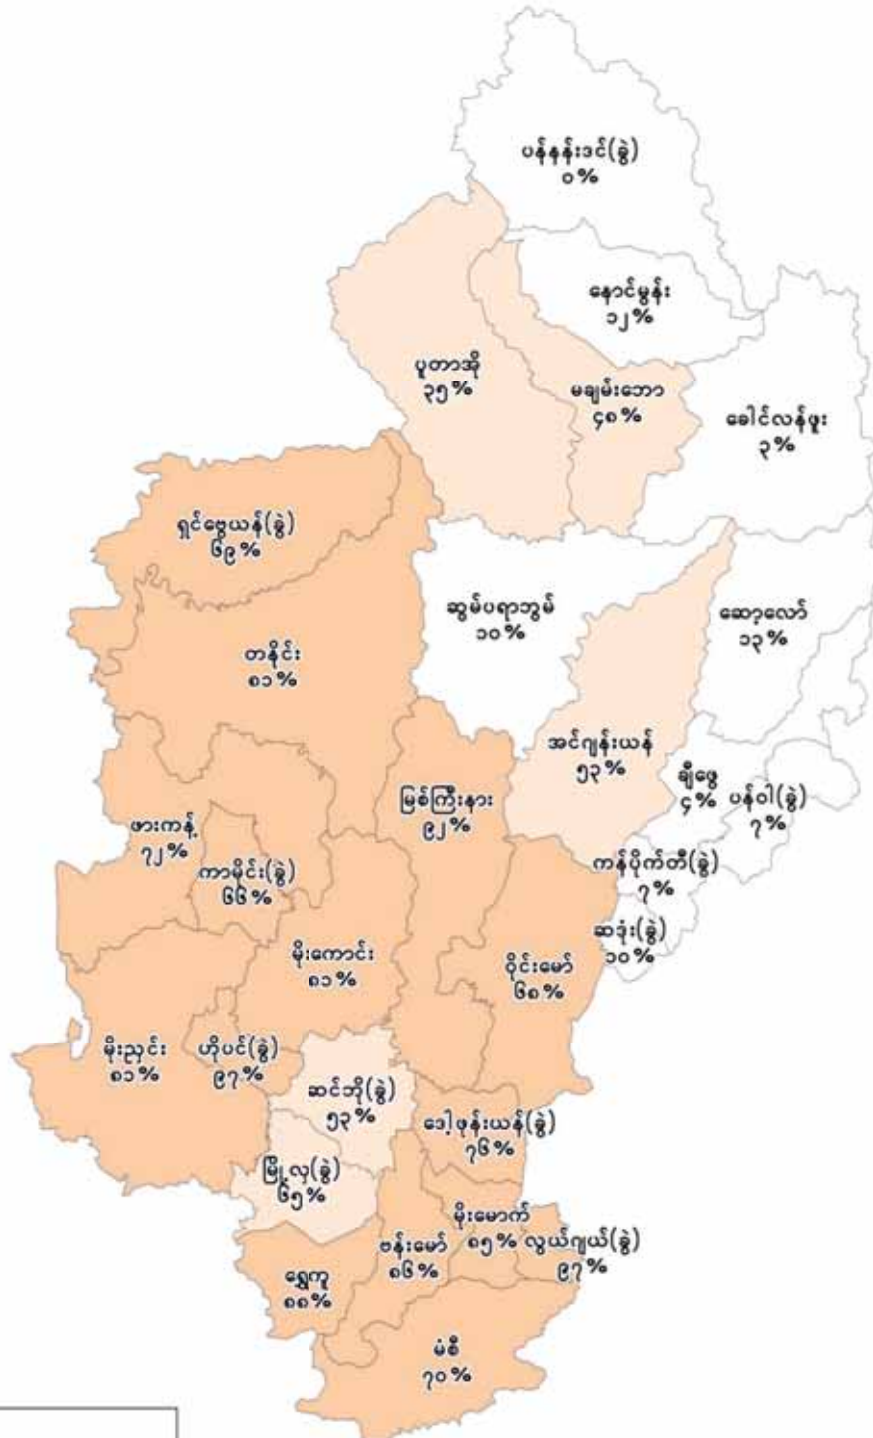 ပန်နန်းဒင်(ခွဲ)
၀%
နောင်မွန်း
၁၂%
ပူတာအို
၃၅%
မချမ်းဘော
၄၈%
ခေါင်လန်ဖူး
၃%
ရှင်ဗွေယန်(ခွဲ)
၆၉%
ဆွမ်ပရာဘွမ်
၁၀%
ဆော့လော်
၁၃%
တနိုင်း
၈၁%
အင်ဂျန်းယန်
၅၃%
ချီဖွေ
၄%
ပန်ဝါ(ခွဲ)
၇%
မြစ်ကြီးနား
၉၂%
ဖားကန့်
၇၂%
ကာမိုင်း(ခွဲ)
၆၆%
ကန်ပိုက်တီ(ခွဲ)
၇%
ဆဒုံး(ခွဲ)
၁၀%
မိုးကောင်း
၈၁%
ဝိုင်းမော်
၆၈%
မိုးညှင်း
၈၁%
ဟိုပင်(ခွဲ)
၉၇%
ဆင်ဘို(ခွဲ)
၅၃%
ဒေါ့ဖုန်းယန်(ခွဲ)
၇၆%
မြို့လှ(ခွဲ)
၆၅%
မိုးမောက်
၈၅%
လွယ်ဂျယ်(ခွဲ)
၉၇%
ဗန်းမော်
၈၆%
ရွှေကူ
၈၈%
မံစီ
၇၀%